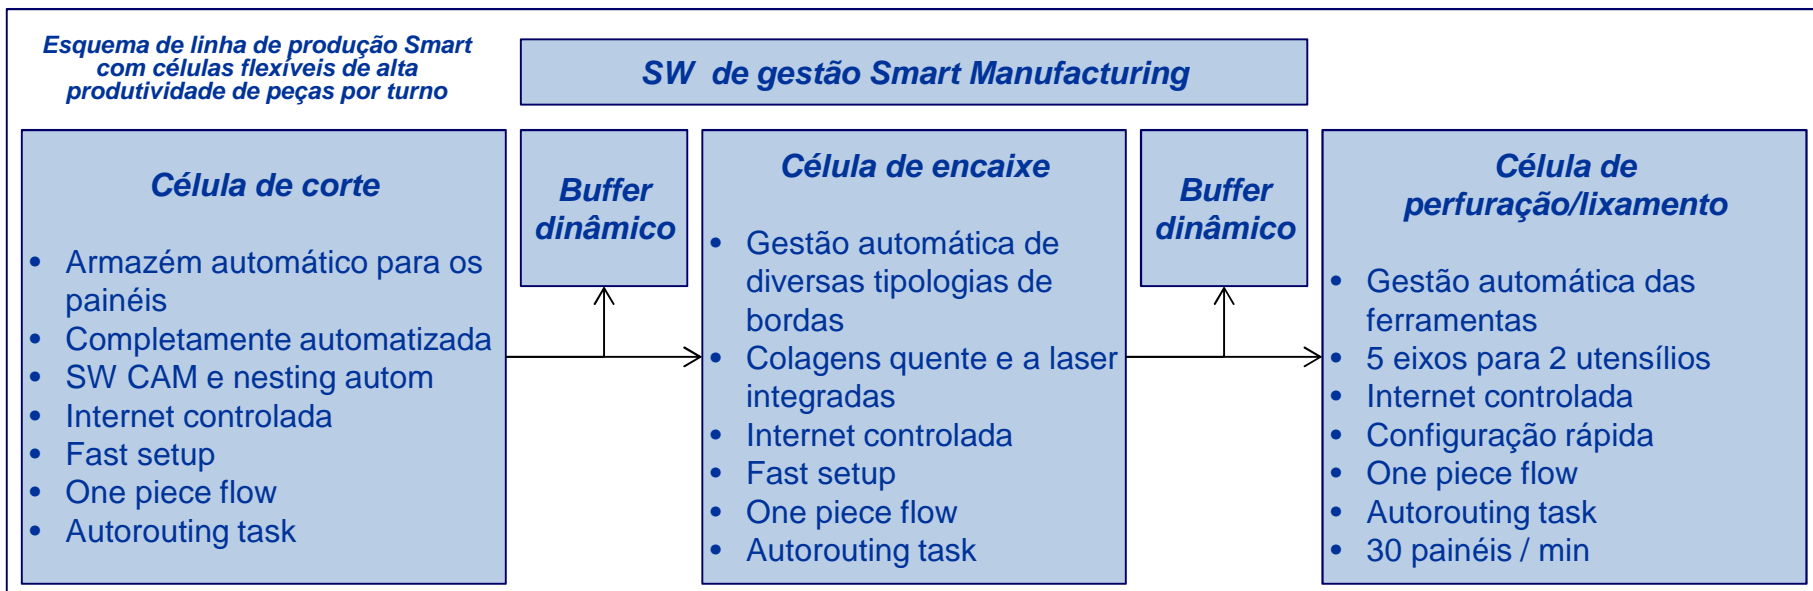 Esquema de linha de produção Smart
com células flexíveis de alta
produtividade de peças por turno
SW de gestão Smart Manufacturing
Célula de corte
• Armazém automático para os
painéis
• Completamente automatizada
• SW CAM e nesting autom
• Internet controlada
• Fast setup
• One piece flow
• Autorouting task
Buffer
dinâmico
Célula de encaixe
• Gestão automática de
diversas tipologias de
bordas
• Colagens quente e a laser
integradas
• Internet controlada
• Fast setup
• One piece flow
• Autorouting task
Buffer
dinâmico
Célula de
perfuração/lixamento
• Gestão automática das
ferramentas
• 5 eixos para 2 utensílios
• Internet controlada
• Configuração rápida
• One piece flow
• Autorouting task
• 30 painéis / min